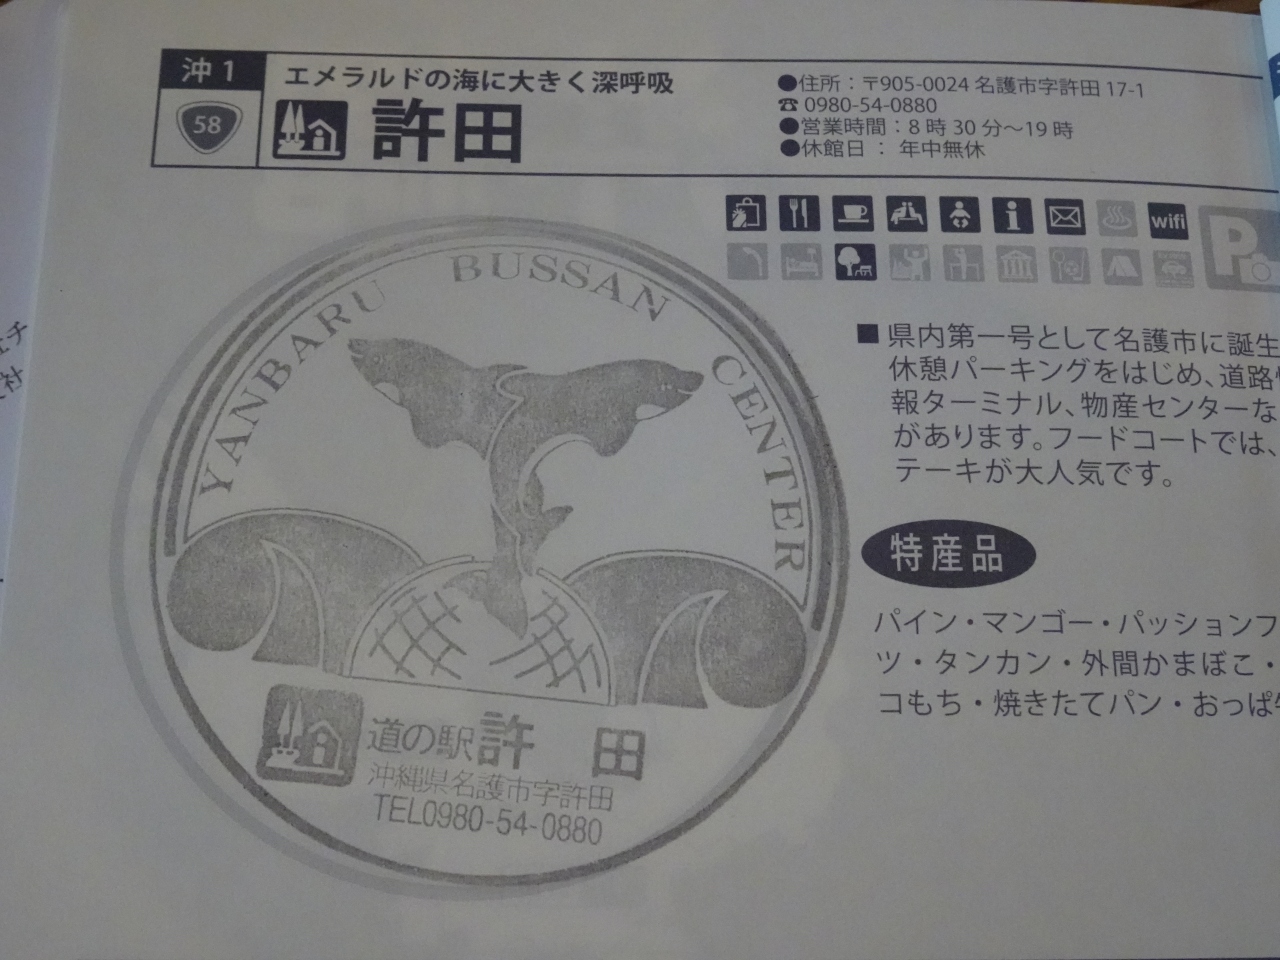 沖 1
58
エメラルドの海に大きく深呼吸
許田
●住所：〒905-0024 名護市字許田 17-1
☎ 0980-54-0880
●営業時間：8 時 30 分〜19 時
●休館日 ： 年中無休
wifi
P
■ 県内第一号として名護市に誕生
休憩パーキングをはじめ、道路
報ターミナル、物産センターな
があります。フードコートでは、
テーキが大人気です。
特産品
パイン・マンゴー・パッションフ
ツ・タンカン・外間かまぼこ・
コもち・焼きたてパン・おっぱ
YANBARU BUSSAN CENTER
道の駅 許 田
沖縄県名護市字許田
TEL0980-54-0880